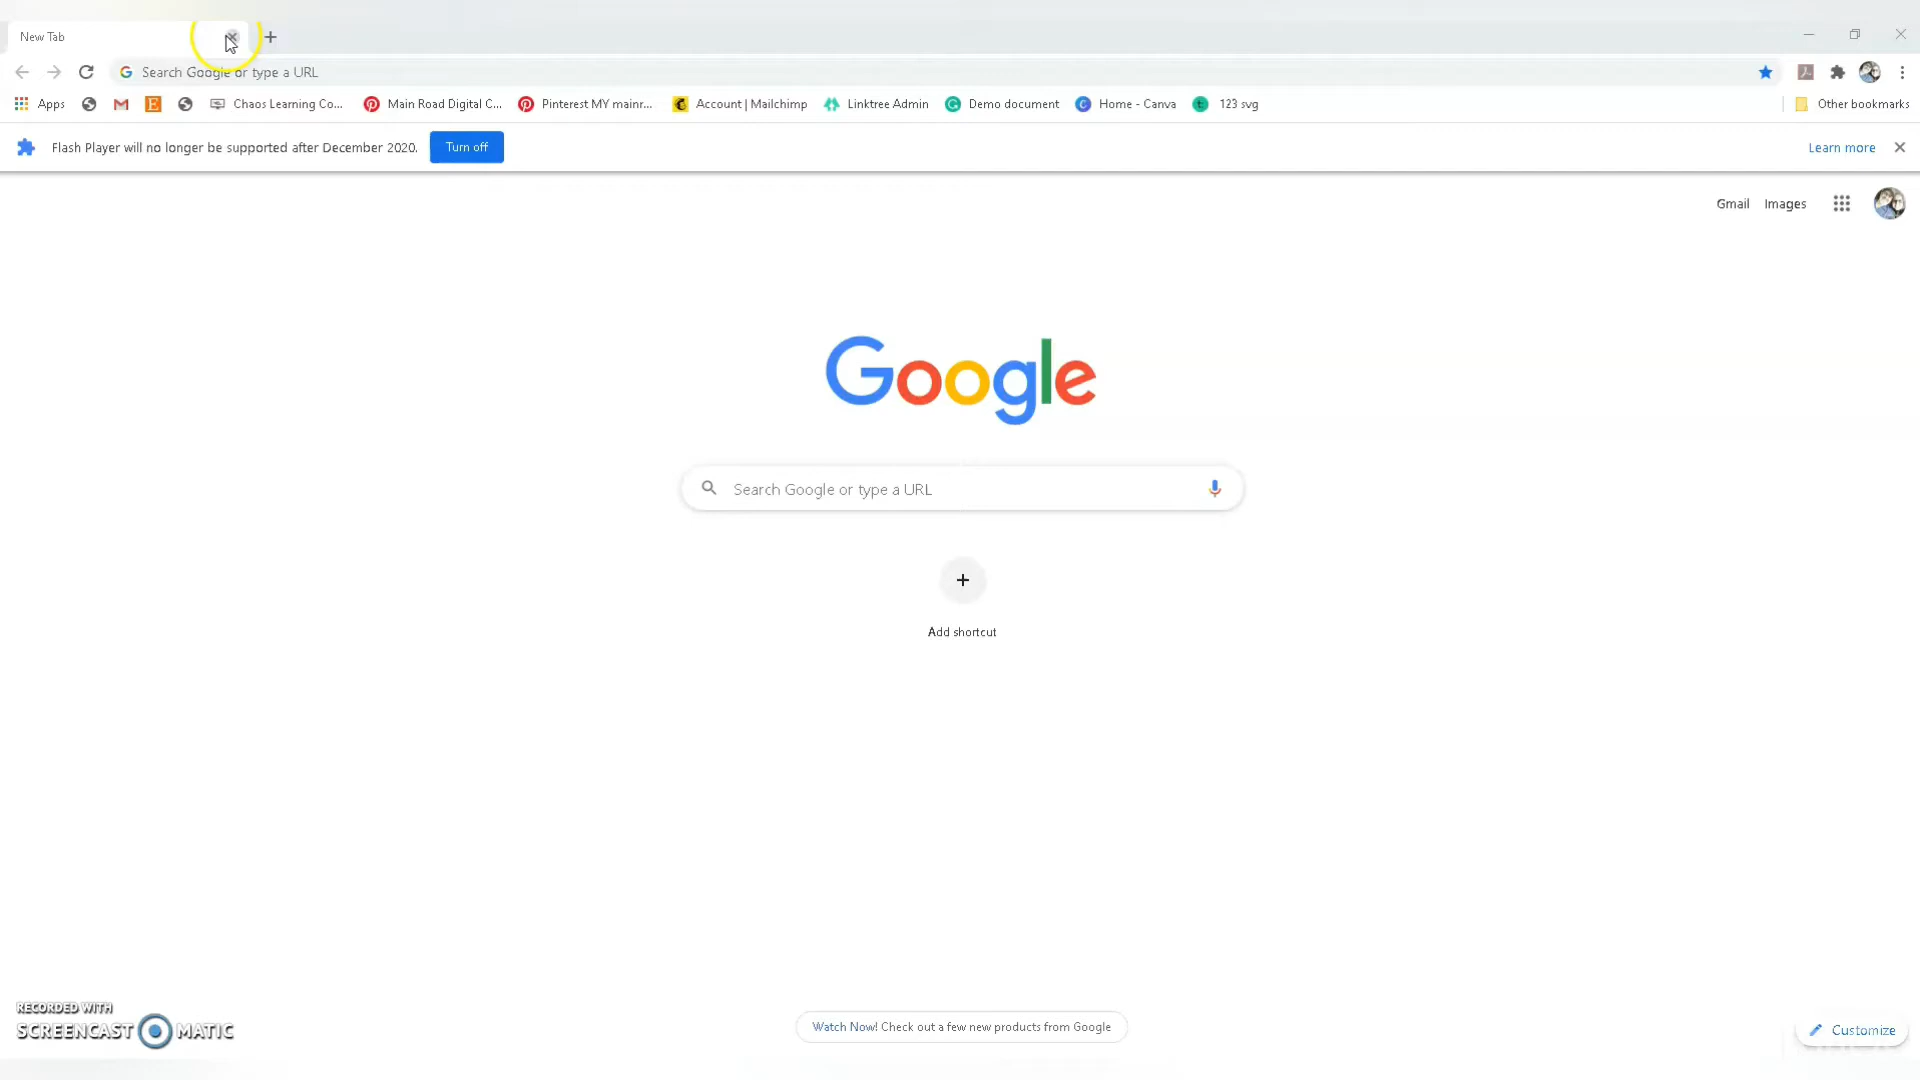 New Tab
Search Google or type a URL
Apps
Chaos Learning Co...
Main Road Digital C...
Pinterest MY mainr...
Account | Mailchimp
Linktree Admin
Demo document
Home - Canva
123 svg
Other bookmarks
Flash Player will no longer be supported after December 2020.
Turn off
Learn more
Gmail
Images
Google
Search Google or type a URL
Add shortcut
RECORDED WITH
SCREENCAST MATIC
Watch Now! Check out a few new products from Google
Customize